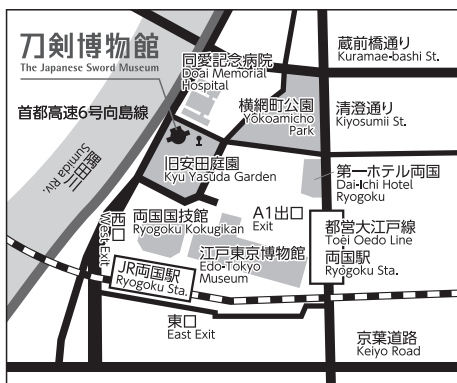 刀剣博物館
The Japanese Sword Museum
首都高速6号向島線
隅田川
Sumida Riv.
同愛記念病院
Doai Memorial
Hospital
横網町公園
Yokoamicho
Park
蔵前橋通り
Kuramae-bashi St.
清澄通り
Kiyosumii St.
旧安田庭園
Kyu Yasuda Garden
第一ホテル両国
Dai-Ichi Hotel
Ryogoku
西口
West Exit
両国国技館
Ryogoku Kokugikan
A1出口
Exit
都営大江戸線
Toei Oedo Line
両国駅
Ryogoku Sta.
江戸東京博物館
Edo-Tokyo
Museum
JR両国駅
Ryogoku Sta.
東口
East Exit
京葉道路
Keiyo Road